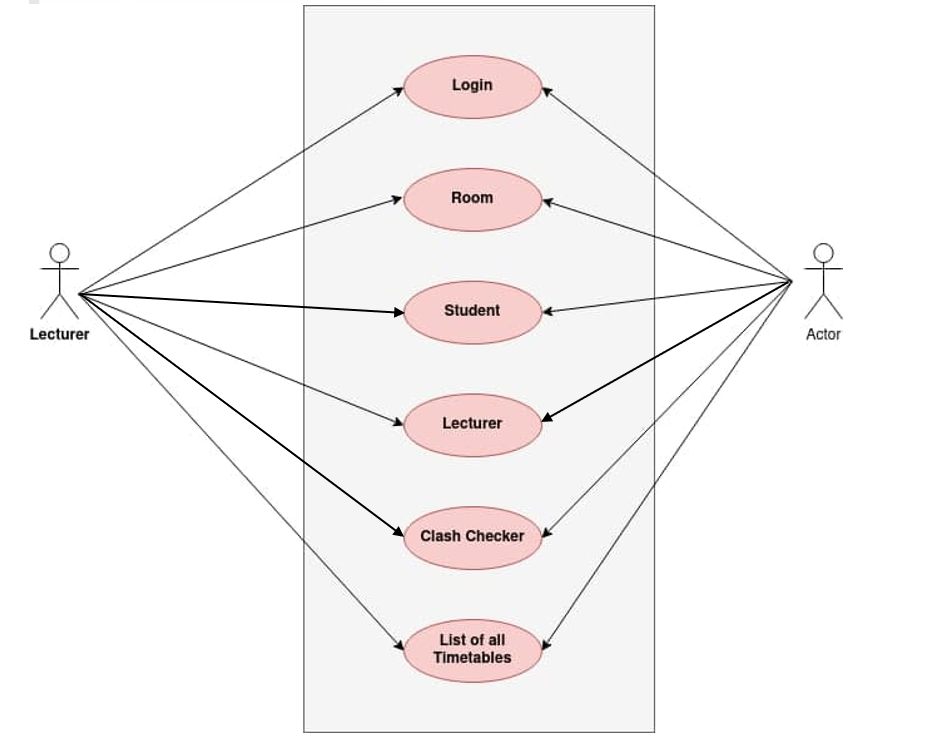 Login
Room
Student
Lecturer
Actor
Lecturer
Clash Checker
List of all
Timetables